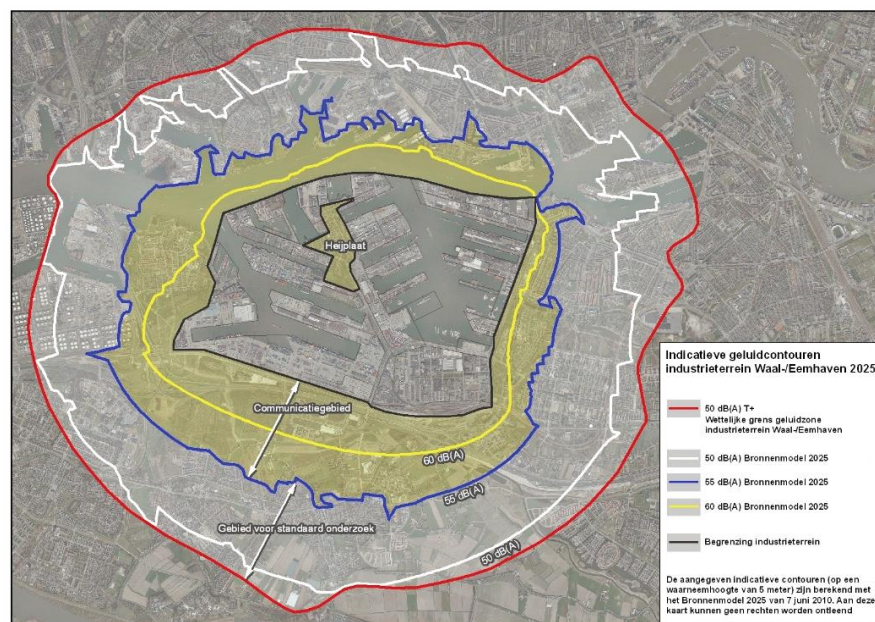 Heijplaat
Communicatiegebied
60 dB(A)
55 dB(A)
Gebied voor standaard onderzoek
50 dB(A)
Indicatieve geluidcontouren
industrieterrein Waal-/Eemhaven 2025
50 dB(A) T+
Wettelijke grens geluidzone
industrieterrein Waal-/Eemhaven
50 dB(A) Bronnenmodel 2025
55 dB(A) Bronnenmodel 2025
60 dB(A) Bronnenmodel 2025
Begrenzing industrieterrein
De aangegeven indicatieve contouren (op een
waarneemhoogte van 5 meter) zijn berekend met
het Bronnenmodel 2025 van 7 juni 2010. Aan deze
kaart kunnen geen rechten worden ontleend